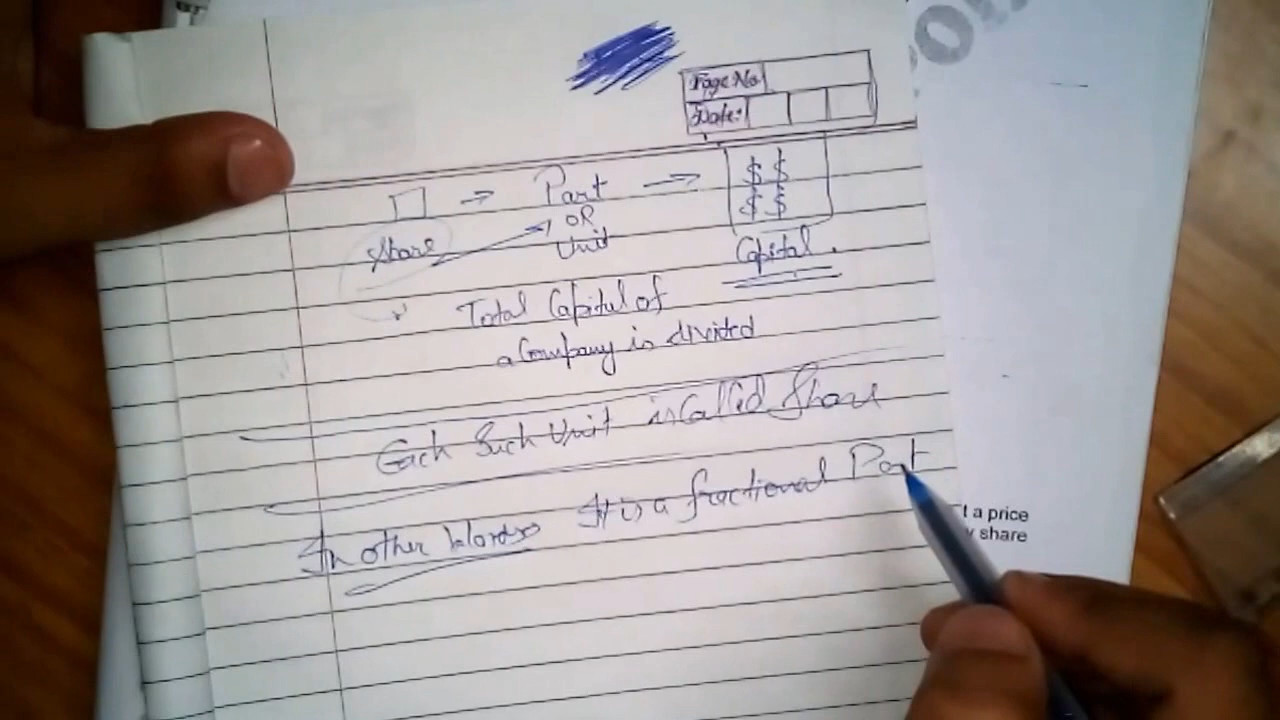 Page No
Date:
□ → Part → $ $
$ $
Share
OR
Unit
Capital.
Total Capital of
a Company is divided
Each Such Unit is Called Share
In other Words It is a fractional Part
t a price
y share